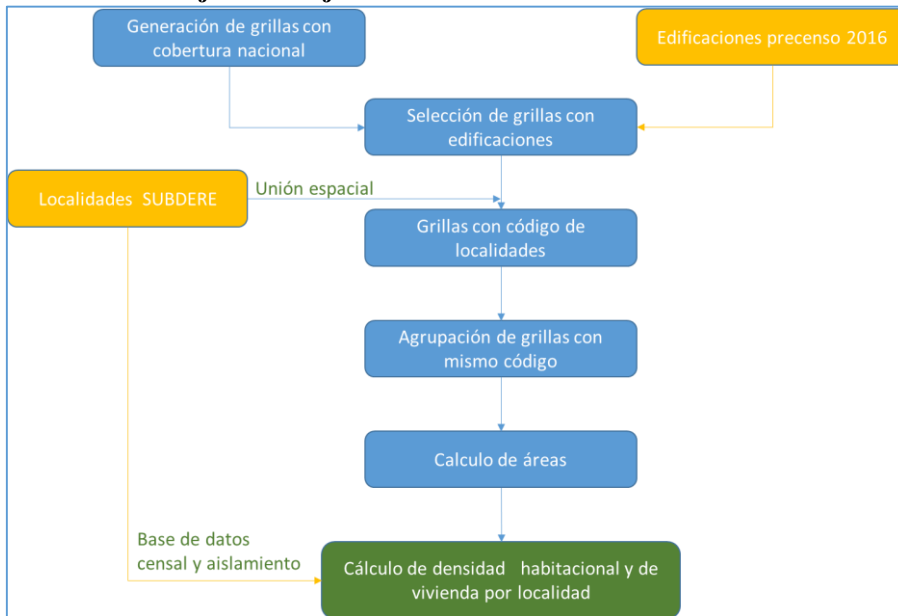 Generación de grillas con
cobertura nacional
Edificaciones precenso 2016
Selección de grillas con
edificaciones
Localidades SUBDERE
Unión espacial
Grillas con código de
localidades
Agrupación de grillas con
mismo código
Calculo de áreas
Base de datos
censal y aislamiento
Cálculo de densidad habitacional y de
vivienda por localidad